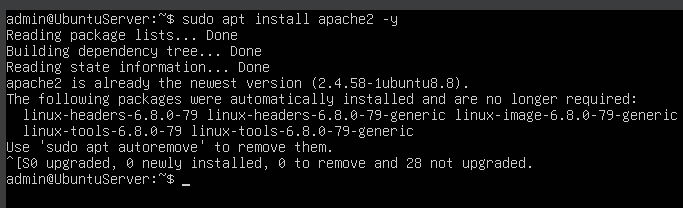 admin@UbuntuServer:~$ sudo apt install apache2 -y
Reading package lists... Done
Building dependency tree... Done
Reading state information... Done
apache2 is already the newest version (2.4.58-1ubuntu8.8).
The following packages were automatically installed and are no longer required:
  linux-headers-6.8.0-79 linux-headers-6.8.0-79-generic linux-image-6.8.0-79-generic
  linux-tools-6.8.0-79 linux-tools-6.8.0-79-generic
Use 'sudo apt autoremove' to remove them.
^[S0 upgraded, 0 newly installed, 0 to remove and 28 not upgraded.
admin@UbuntuServer:~$ _